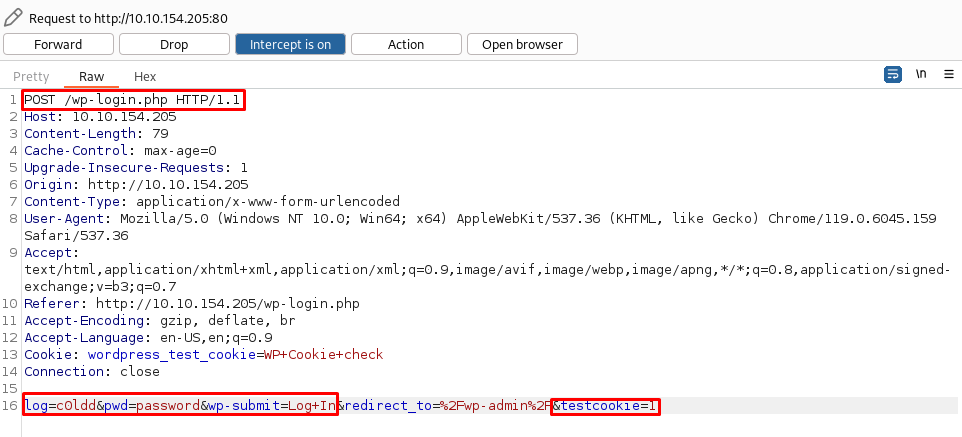 Request to http://10.10.154.205:80
Forward Drop Intercept is on Action Open browser
Pretty Raw Hex \n
1 POST /wp-login.php HTTP/1.1
2 Host: 10.10.154.205
3 Content-Length: 79
4 Cache-Control: max-age=0
5 Upgrade-Insecure-Requests: 1
6 Origin: http://10.10.154.205
7 Content-Type: application/x-www-form-urlencoded
8 User-Agent: Mozilla/5.0 (Windows NT 10.0; Win64; x64) AppleWebKit/537.36 (KHTML, like Gecko) Chrome/119.0.6045.159
Safari/537.36
9 Accept:
text/html,application/xhtml+xml,application/xml;q=0.9,image/avif,image/webp,image/apng,*/*;q=0.8,application/signed-
exchange;v=b3;q=0.7
10 Referer: http://10.10.154.205/wp-login.php
11 Accept-Encoding: gzip, deflate, br
12 Accept-Language: en-US,en;q=0.9
13 Cookie: wordpress_test_cookie=WP+Cookie+check
14 Connection: close
15
16 log=c0ldd&pwd=password&wp-submit=Log+In&redirect_to=%2Fwp-admin%2F&testcookie=1